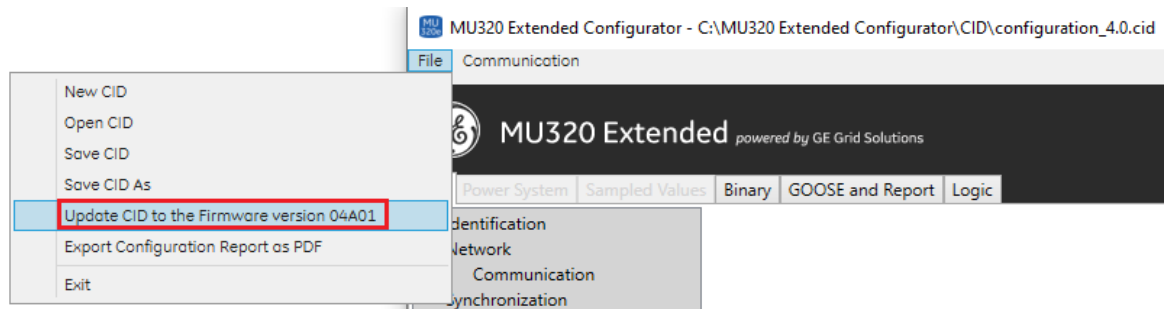 MU320 Extended Configurator - C:\MU320 Extended Configurator\CID\configuration_4.0.cid
File Communication
New CID
Open CID
Save CID
Save CID As
Update CID to the Firmware version 04A01
Export Configuration Report as PDF
Exit
MU320 Extended powered by GE Grid Solutions
Power System Sampled Values Binary GOOSE and Report Logic
dentification
Network
Communication
Synchronization